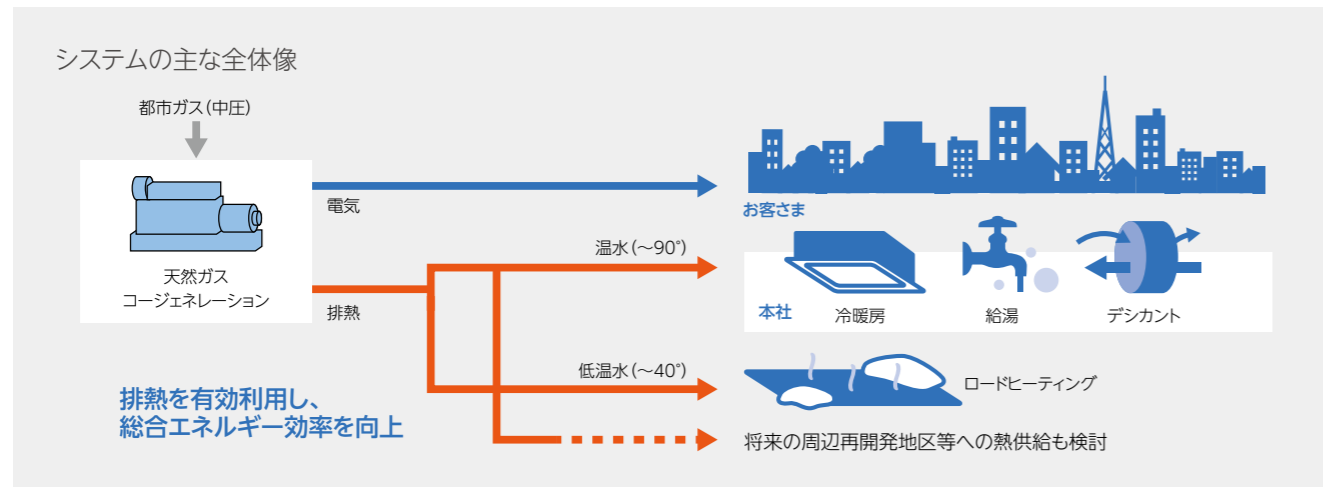 システムの主な全体像
都市ガス(中圧)
天然ガス
コージェネレーション
電気
お客さま
排熱
温水(～90°)
本社
冷暖房
給湯
デシカント
低温水(～40°)
ロードヒーティング
将来の周辺再開発地区等への熱供給も検討
排熱を有効利用し、
総合エネルギー効率を向上